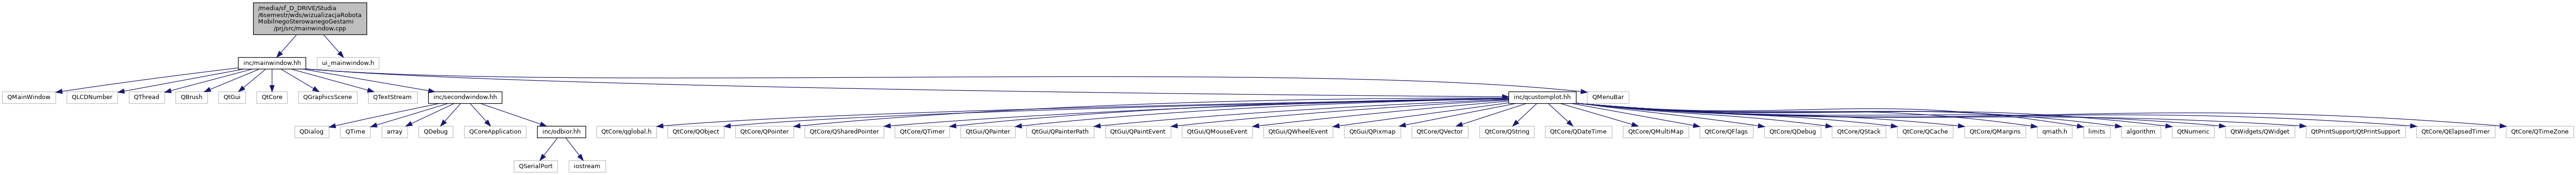 /media/sf_D_DRIVE/Studia
/6semestr/wds/wizualizacjaRobota
MobilnegoSterowanegoGestami
/prj/src/mainwindow.cpp
inc/mainwindow.hh
ui_mainwindow.h
QMainWindow
QLCDNumber
QThread
QBrush
QtGui
QtCore
QGraphicsScene
QTextStream
inc/secondwindow.hh
inc/qcustomplot.hh
QMenuBar
QDialog
QTime
array
QDebug
QCoreApplication
inc/odbior.hh
QtCore/qglobal.h
QtCore/QObject
QtCore/QPointer
QtCore/QSharedPointer
QtCore/QTimer
QtGui/QPainter
QtGui/QPainterPath
QtGui/QPaintEvent
QtGui/QMouseEvent
QtGui/QWheelEvent
QtGui/QPixmap
QtCore/QVector
QtCore/QString
QtCore/QDateTime
QtCore/QMultiMap
QtCore/QFlags
QtCore/QDebug
QtCore/QStack
QtCore/QCache
QtCore/QMargins
qmath.h
limits
algorithm
QtNumeric
QtWidgets/QWidget
QtPrintSupport/QtPrintSupport
QtCore/QElapsedTimer
QtCore/QTimeZone
QSerialPort
iostream